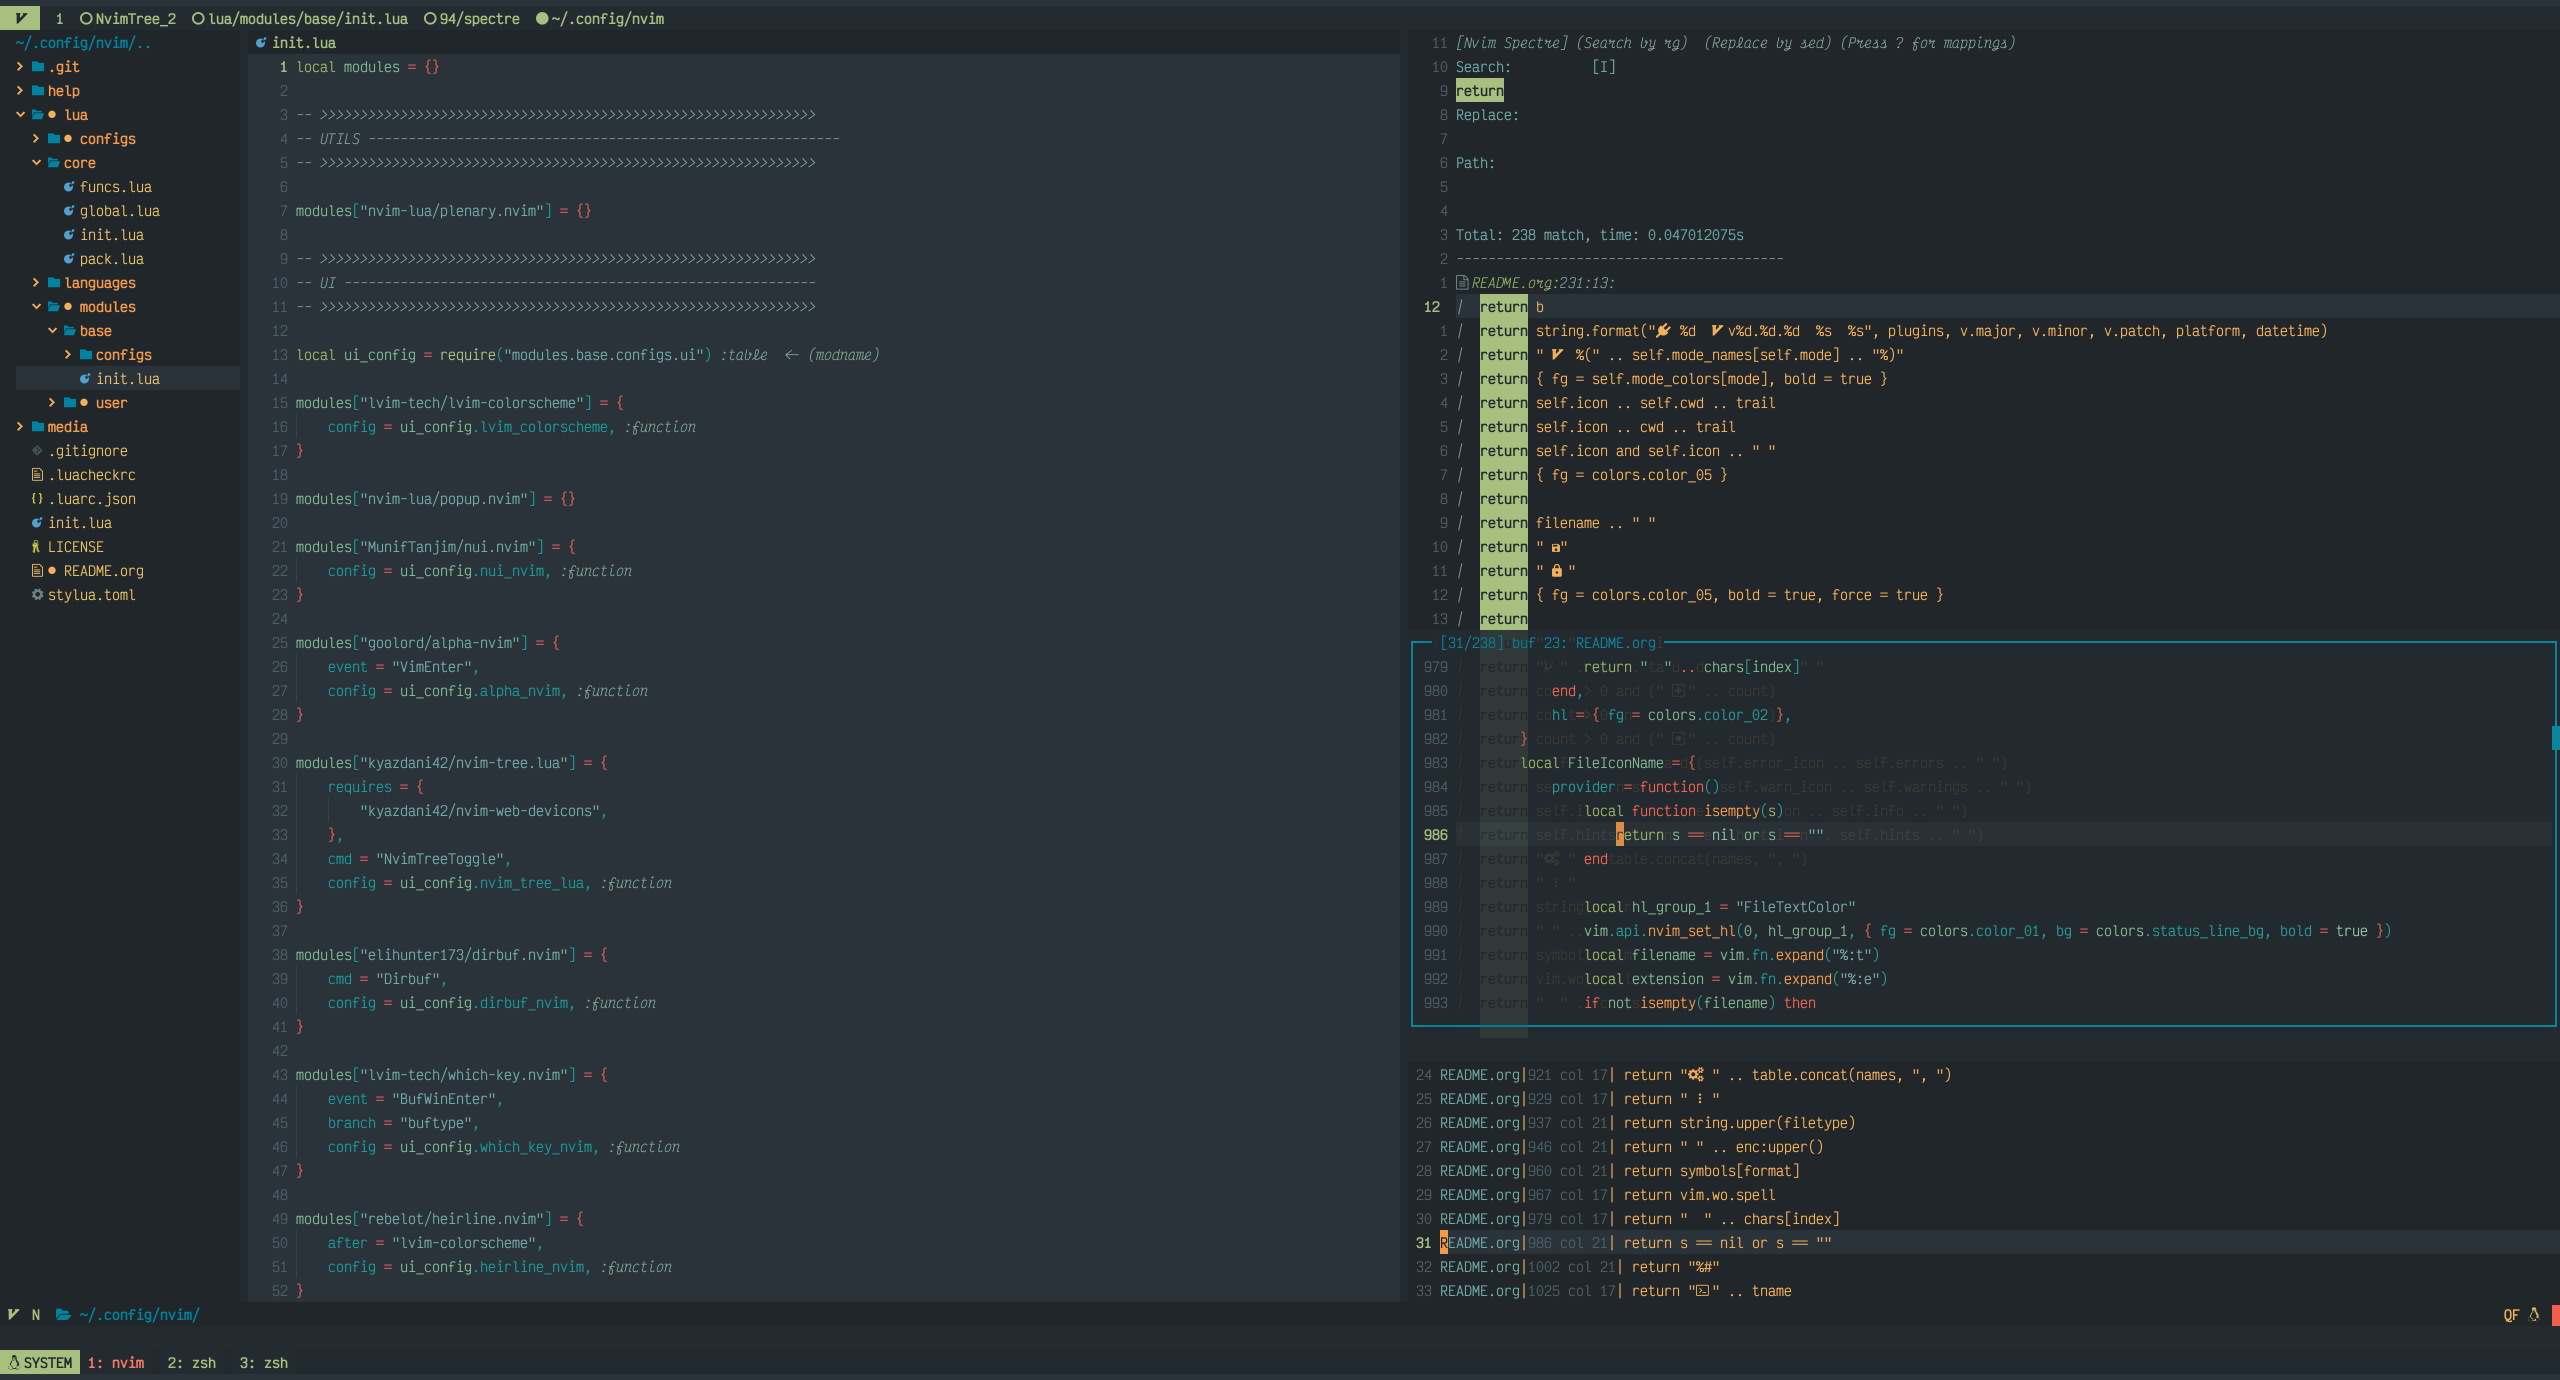 1 NvimTree_2 lua/modules/base/init.lua 94/spectre ~/.config/nvim
~/.config/nvim/..
.git
help
lua
configs
core
funcs.lua
global.lua
init.lua
pack.lua
languages
modules
base
configs
init.lua
user
media
.gitignore
.luacheckrc
{} .luarc.json
init.lua
LICENSE
README.org
stylua.toml
init.lua
1 local modules = {}
2
3 -- >>>>>>>>>>>>>>>>>>>>>>>>>>>>>>>>>>>>>>>>>>>>>>>>>>>>>>>>>>>>>>
4 -- UTILS -----------------------------------------------------------
5 -- >>>>>>>>>>>>>>>>>>>>>>>>>>>>>>>>>>>>>>>>>>>>>>>>>>>>>>>>>>>>>>
6
7 modules["nvim-lua/plenary.nvim"] = {}
8
9 -- >>>>>>>>>>>>>>>>>>>>>>>>>>>>>>>>>>>>>>>>>>>>>>>>>>>>>>>>>>>>>>
10 -- UI -----------------------------------------------------------
11 -- >>>>>>>>>>>>>>>>>>>>>>>>>>>>>>>>>>>>>>>>>>>>>>>>>>>>>>>>>>>>>>
12
13 local ui_config = require("modules.base.configs.ui") :table <- (modname)
14
15 modules["lvim-tech/lvim-colorscheme"] = {
16 config = ui_config.lvim_colorscheme, :function
17 }
18
19 modules["nvim-lua/popup.nvim"] = {}
20
21 modules["MunifTanjim/nui.nvim"] = {
22 config = ui_config.nui_nvim, :function
23 }
24
25 modules["goolord/alpha-nvim"] = {
26 event = "VimEnter",
27 config = ui_config.alpha_nvim, :function
28 }
29
30 modules["kyazdani42/nvim-tree.lua"] = {
31 requires = {
32 "kyazdani42/nvim-web-devicons",
33 },
34 cmd = "NvimTreeToggle",
35 config = ui_config.nvim_tree_lua, :function
36 }
37
38 modules["elihunter173/dirbuf.nvim"] = {
39 cmd = "Dirbuf",
40 config = ui_config.dirbuf_nvim, :function
41 }
42
43 modules["lvim-tech/which-key.nvim"] = {
44 event = "BufWinEnter",
45 branch = "buftype",
46 config = ui_config.which_key_nvim, :function
47 }
48
49 modules["rebelot/heirline.nvim"] = {
50 after = "lvim-colorscheme",
51 config = ui_config.heirline_nvim, :function
52 }
11 [Nvim Spectre] (Search by rg) (Replace by sed) (Press ? for mappings)
10 Search: [I]
9 return
8 Replace:
7
6 Path:
5
4
3 Total: 238 match, time: 0.047012075s
2 -----------------------------------------
1 README.org:231:13:
12 / return b
1 / return string.format(" %d v%d.%d.%d %s %s", plugins, v.major, v.minor, v.patch, platform, datetime)
2 / return " %(" .. self.mode_names[self.mode] .. "%)"
3 / return { fg = self.mode_colors[mode], bold = true }
4 / return self.icon .. self.cwd .. trail
5 / return self.icon .. cwd .. trail
6 / return self.icon and self.icon .. " "
7 / return { fg = colors.color_05 }
8 / return
9 / return filename .. " "
10 / return " "
11 / return " "
12 / return { fg = colors.color_05, bold = true, force = true }
13 / return
[31/238] buf 23: README.org
979 return " " .. chars[index]
980 end,
981 hl = { fg = colors.color_02 },
982 }
983 local FileIconName = {
984 provider = function()
985 local function isempty(s)
986 return s == nil or s == ""
987 end
988
989 local hl_group_1 = "FileTextColor"
990 vim.api.nvim_set_hl(0, hl_group_1, { fg = colors.color_01, bg = colors.status_line_bg, bold = true })
991 local filename = vim.fn.expand("%:t")
992 local extension = vim.fn.expand("%:e")
993 if not isempty(filename) then
24 README.org|921 col 17| return " " .. table.concat(names, ", ")
25 README.org|929 col 17| return " ⋮ "
26 README.org|937 col 21| return string.upper(filetype)
27 README.org|946 col 21| return " " .. enc:upper()
28 README.org|960 col 21| return symbols[format]
29 README.org|967 col 17| return vim.wo.spell
30 README.org|979 col 17| return " " .. chars[index]
31 README.org|986 col 21| return s == nil or s == ""
32 README.org|1002 col 21| return "%#"
33 README.org|1025 col 17| return " " .. tname
N ~/.config/nvim/
QF
SYSTEM 1: nvim 2: zsh 3: zsh